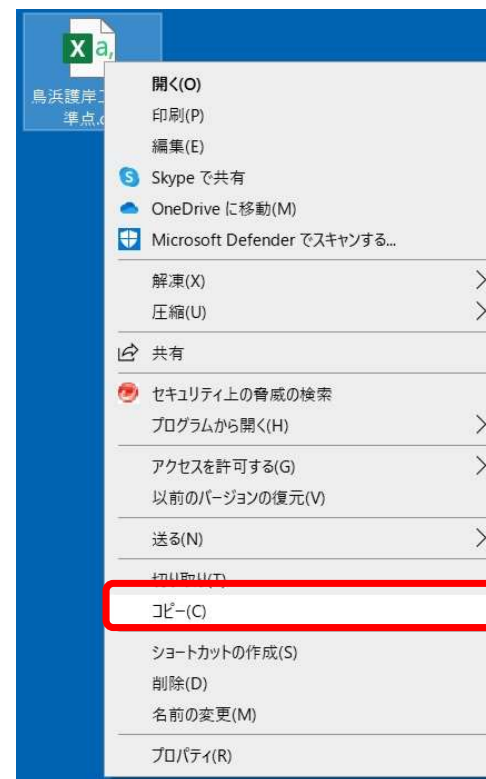 X a,
鳥浜護岸
準点.c
開く(O)
印刷(P)
編集(E)
Skype で共有
OneDrive に移動(M)
Microsoft Defender でスキャンする...
解凍(X)
圧縮(U)
共有
セキュリティ上の脅威の検索
プログラムから開く(H)
アクセスを許可する(G)
以前のバージョンの復元(V)
送る(N)
切り取り(T)
コピー(C)
ショートカットの作成(S)
削除(D)
名前の変更(M)
プロパティ(R)